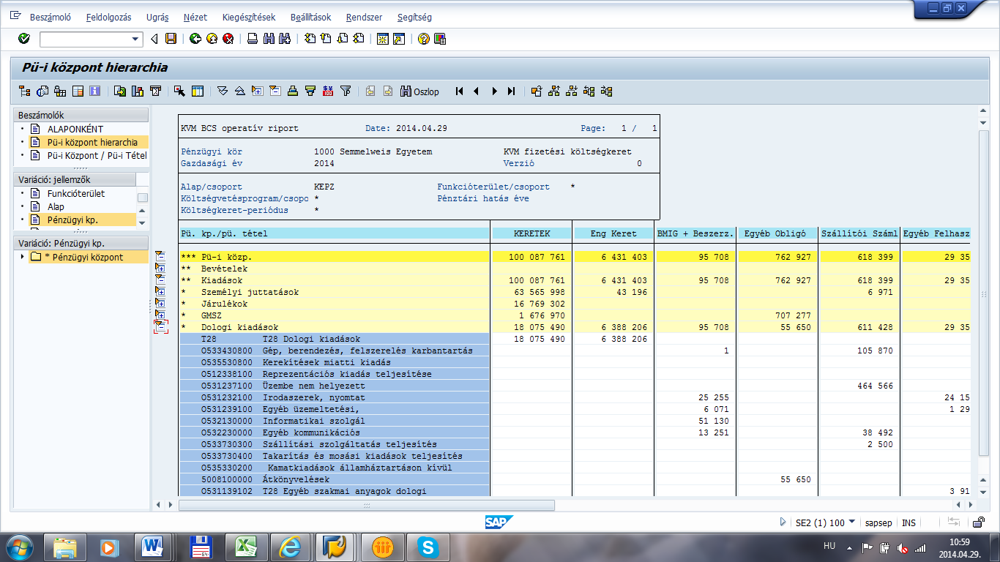 Beszámoló Feldolgozás Ugrás Nézet Kiegészítések Beállítások Rendszer Segítség
Pü-i központ hierarchia
Oszlop
Beszámolók
ALAPONKÉNT
Pü-i központ hierarchia
Pü-i Központ / Pü-i Tétel
Variáció: jellemzők
Funkcióterület
Alap
Pénzügyi kp.
Variáció: Pénzügyi kp.
* Pénzügyi központ
KVM BCS operatív riport Date: 2014.04.29 Page: 1 / 1
Pénzügyi kör 1000 Semmelweis Egyetem KVM fizetési költségkeret
Gazdasági év 2014 Verzió 0
Alap/csoport KEPZ Funkcióterület/csoport *
Költségvetésprogram/csopo * Pénztári hatás éve
Költségkeret-periódus *
Pü. kp./pü. tétel KERETEK Eng Keret BMIG + Beszerz. Egyéb Obligó Szállítói Száml Egyéb Felhasz
*** Pü-i közp. 100 087 761 6 431 403 95 708 762 927 618 399 29 35
** Bevételek
** Kiadások 100 087 761 6 431 403 95 708 762 927 618 399 29 35
* Személyi juttatások 63 565 998 43 196 6 971
* Járulékok 16 769 302
* GMSZ 1 676 970 707 277
* Dologi kiadások 18 075 490 6 388 206 95 708 55 650 611 428 29 35
T28 T28 Dologi kiadások 18 075 490 6 388 206
O533430800 Gép, berendezés, felszerelés karbantartás 1 105 870
O535530800 Kerekítések miatti kiadás
O512338100 Reprezentációs kiadás teljesítése
O531237100 Üzembe nem helyezett 464 566
O531232100 Irodaszerek, nyomtat 25 255 24 15
O531239100 Egyéb üzemeltetési, 6 071 1 29
O532130000 Informatikai szolgál 51 130
O532230000 Egyéb kommunikációs 13 251 38 492
O533730300 Szállítási szolgáltatás teljesítés 2 500
O533730400 Takarítás és mosási kiadások teljesítés
O535330200 Kamatkiadások államháztartáson kívül
5008100000 Átkönyvelések 55 650
O531139102 T28 Egyéb szakmai anyagok dologi 3 91
SAP
SE2 (1) 100 sapsep INS
HU 10:59
2014.04.29.